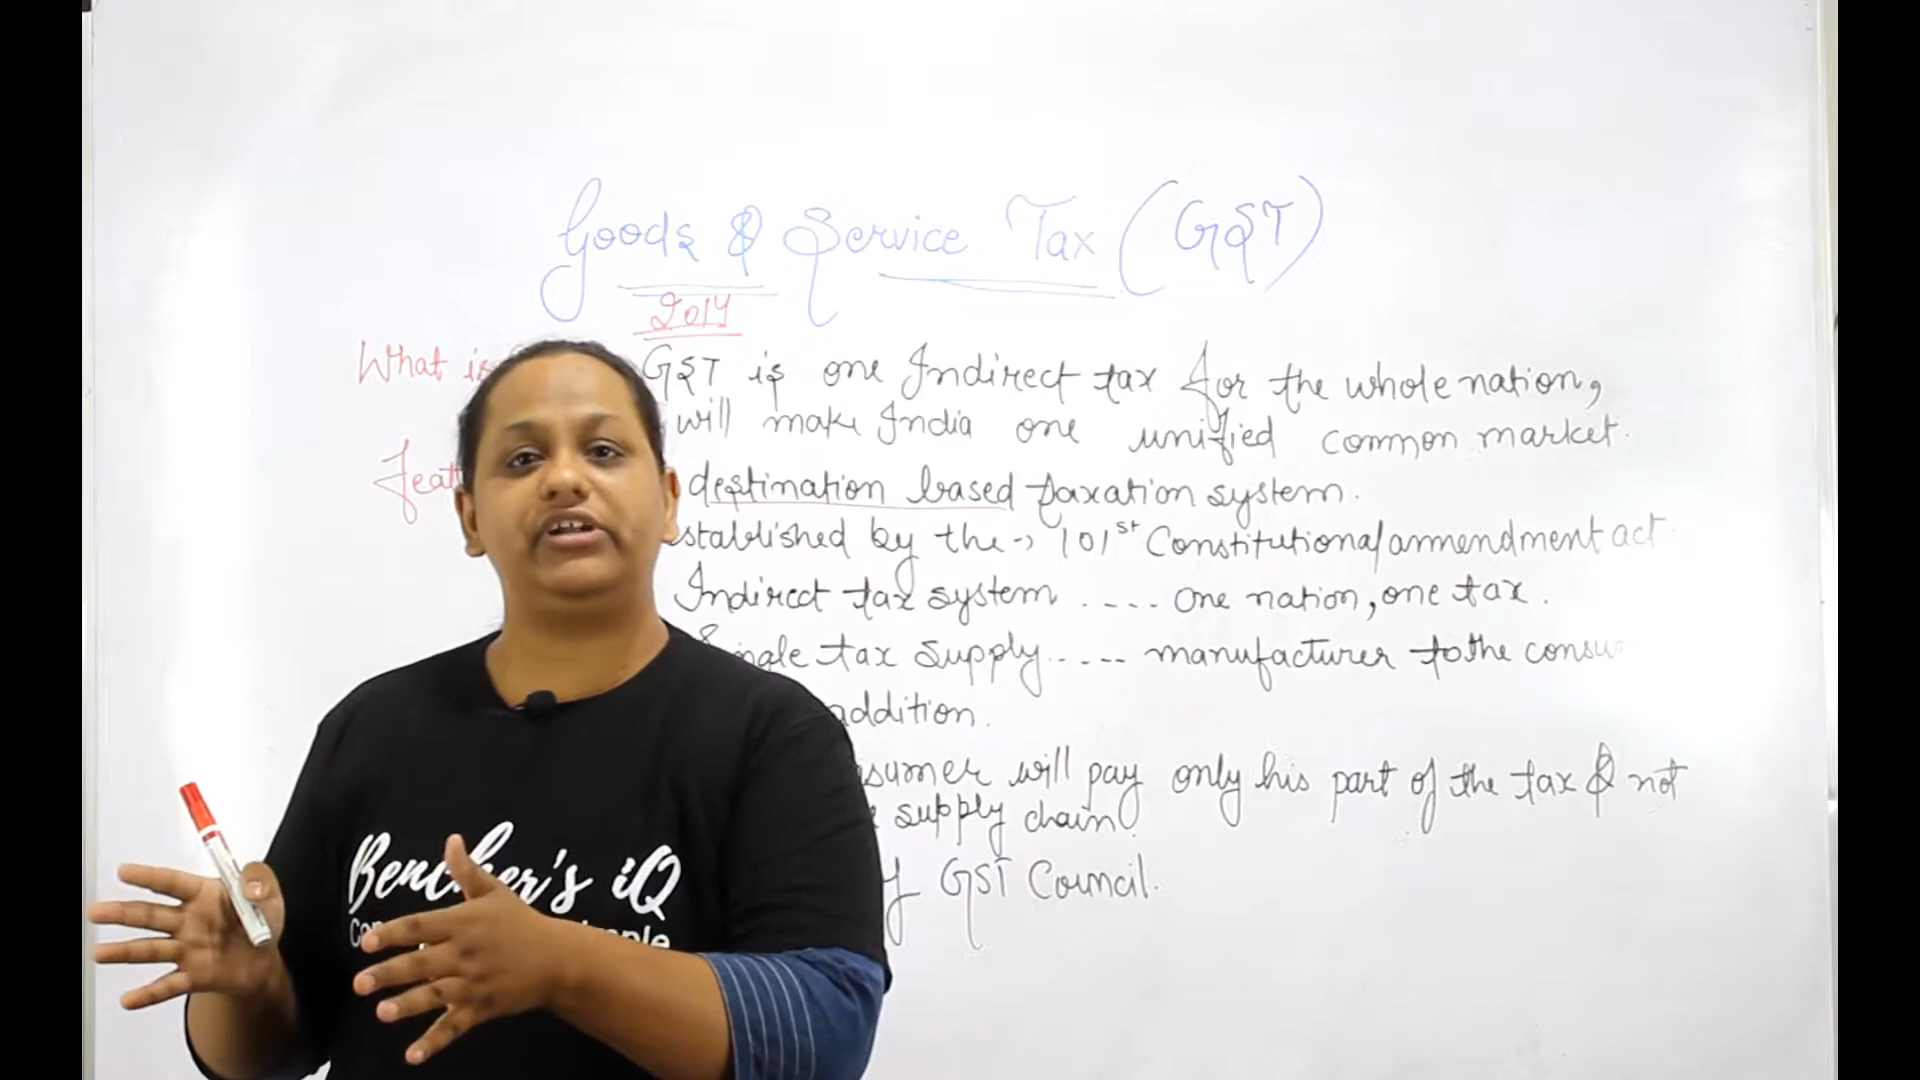 Goods & Service Tax (GST)
2017
What is
GST is one Indirect tax for the whole nation,
will make India one unified common market.
destination based taxation system.
stablished by the → 101st Constitutional ammendment act
Indirect tax system .... one nation, one tax.
tax supply..... manufacturer to the consu
addition.
sumer will pay only his part of the tax & not
supply chain.
GST Council.
Bencher's iQ